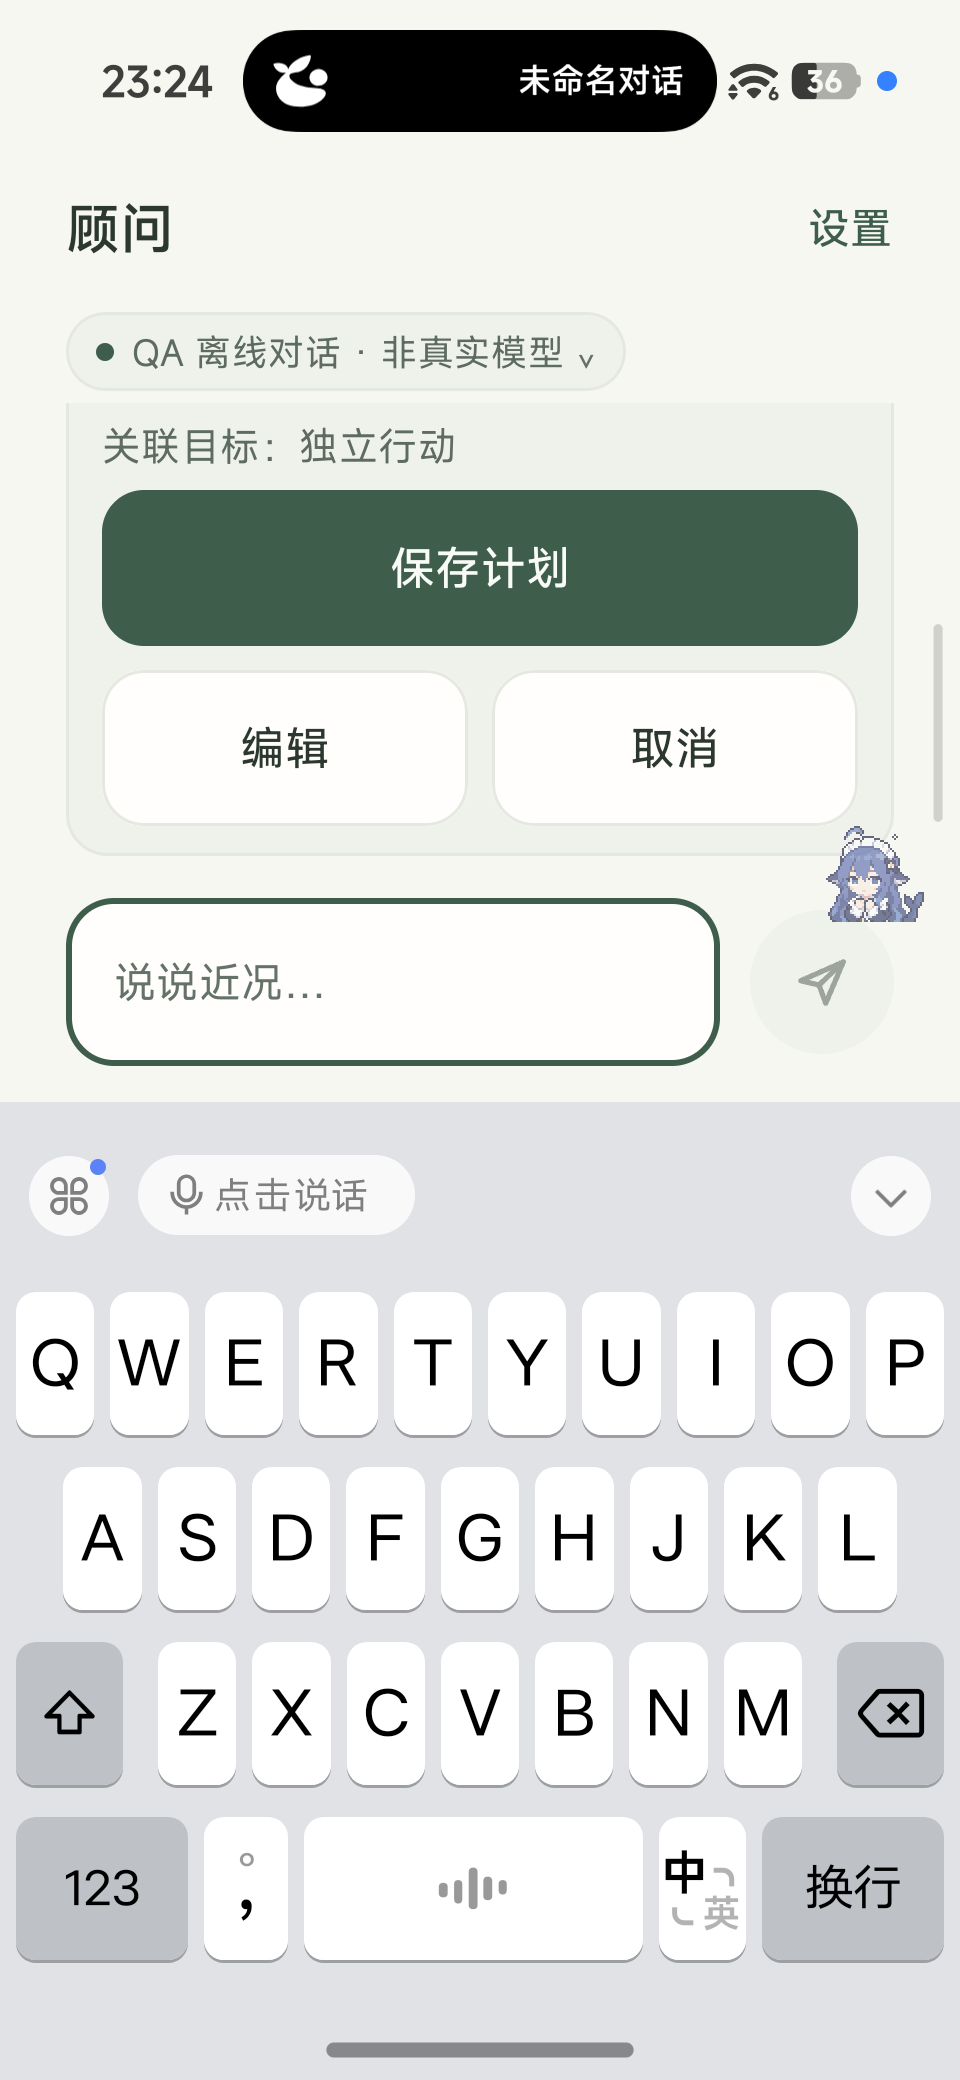 23:24
未命名对话
6
36
顾问
设置
QA 离线对话 · 非真实模型
关联目标：独立行动
保存计划
编辑
取消
说说近况...
点击说话
Q W E R T Y U I O P
A S D F G H J K L
Z X C V B N M
123
。
，
中
英
换行